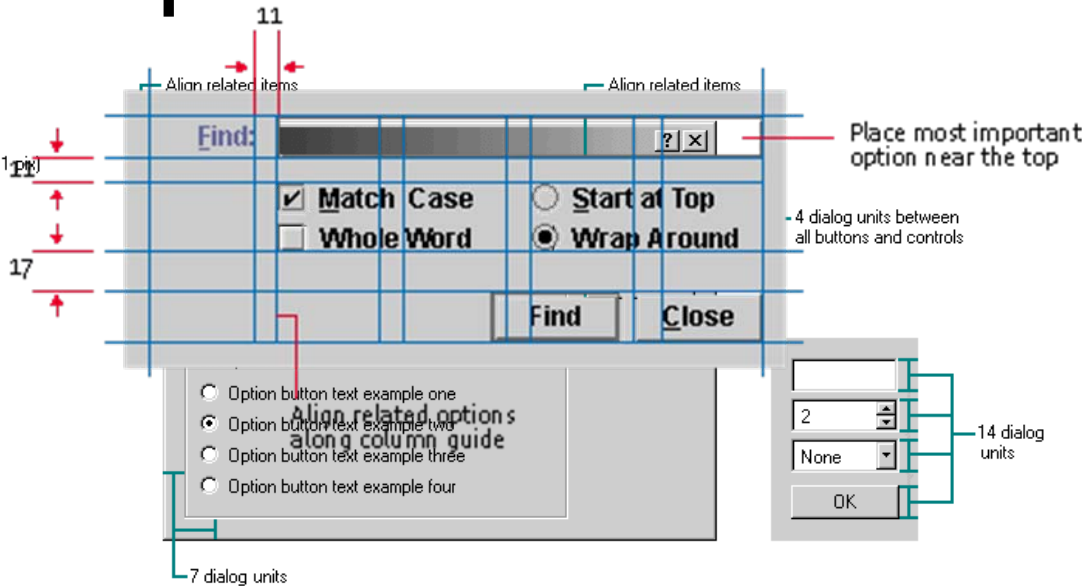 11
Align related items
Align related items
Find:
? ×
Place most important
option near the top
1 pix)
11
Match Case
Start at Top
4 dialog units between
all buttons and controls
Whole Word
Wrap Around
17
Find
Close
Option button text example one
2
Align related options
Option button text example two
along column guide
14 dialog
units
Option button text example three
None
Option button text example four
OK
7 dialog units